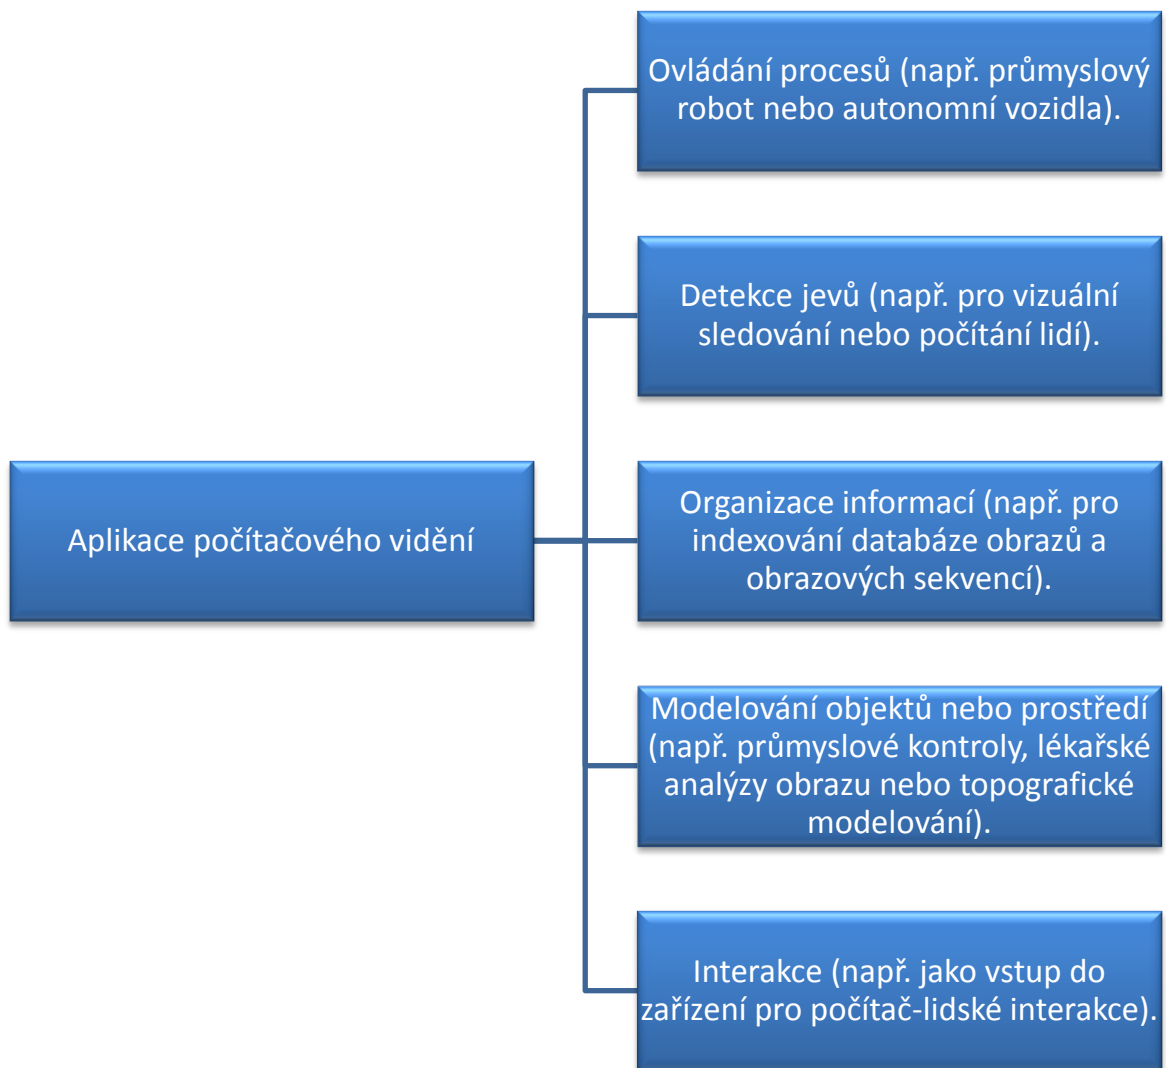 Ovládání procesů (např. průmyslový
robot nebo autonomní vozidla).
Detekce jevů (např. pro vizuální
sledování nebo počítání lidí).
Aplikace počítačového vidění
Organizace informací (např. pro
indexování databáze obrazů a
obrazových sekvencí).
Modelování objektů nebo prostředí
(např. průmyslové kontroly, lékařské
analýzy obrazu nebo topografické
modelování).
Interakce (např. jako vstup do
zařízení pro počítač-lidské interakce).